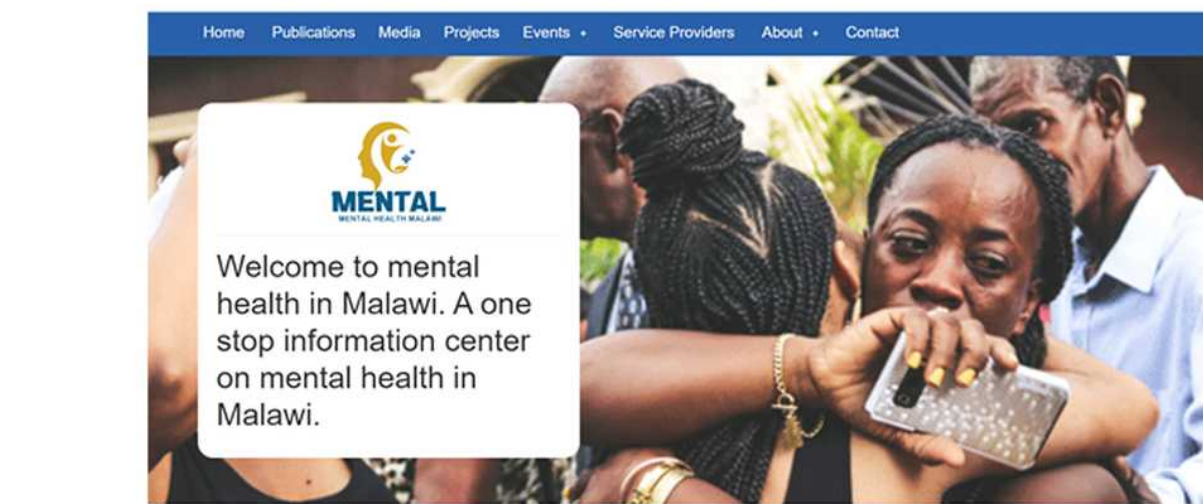 Home Publications Media Projects Events + Service Providers About + Contact
MENTAL
MENTAL HEALTH MALAWI
Welcome to mental
health in Malawi. A one
stop information center
on mental health in
Malawi.